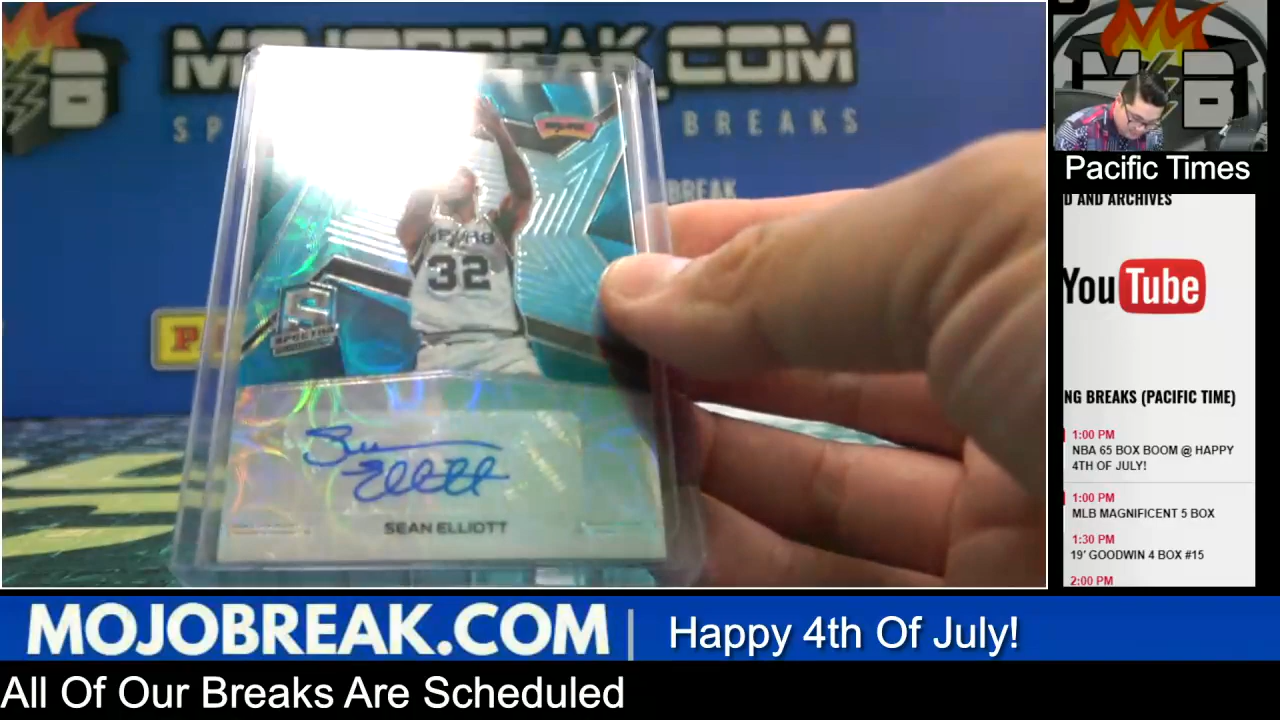 MOJOBREAK.COM
BREAKS
BREAK
SPURS
32
SPECTRA
Sean
Elliott
SEAN ELLIOTT
Pacific Times
D AND ARCHIVES
YouTube
NG BREAKS (PACIFIC TIME)
1:00 PM
NBA 65 BOX BOOM @ HAPPY
4TH OF JULY!
1:00 PM
MLB MAGNIFICENT 5 BOX
1:30 PM
19' GOODWIN 4 BOX #15
2:00 PM
MOJOBREAK.COM | Happy 4th Of July!
All Of Our Breaks Are Scheduled